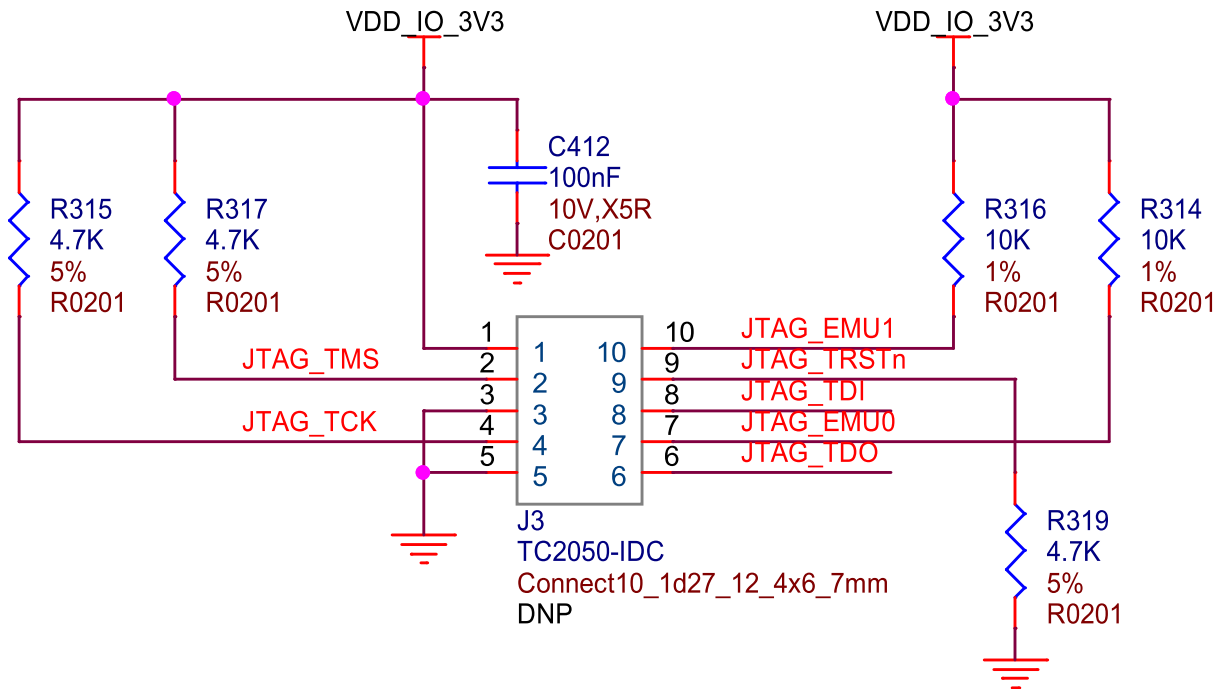 VDD_IO_3V3
VDD_IO_3V3
C412
100nF
10V,X5R
C0201
R315
4.7K
5%
R0201
R317
4.7K
5%
R0201
R316
10K
1%
R0201
R314
10K
1%
R0201
JTAG_TMS
JTAG_TCK
1
2
3
4
5
1
2
3
4
5
10
9
8
7
6
10
9
8
7
6
JTAG_EMU1
JTAG_TRSTn
JTAG_TDI
JTAG_EMU0
JTAG_TDO
J3
TC2050-IDC
Connect10_1d27_12_4x6_7mm
DNP
R319
4.7K
5%
R0201